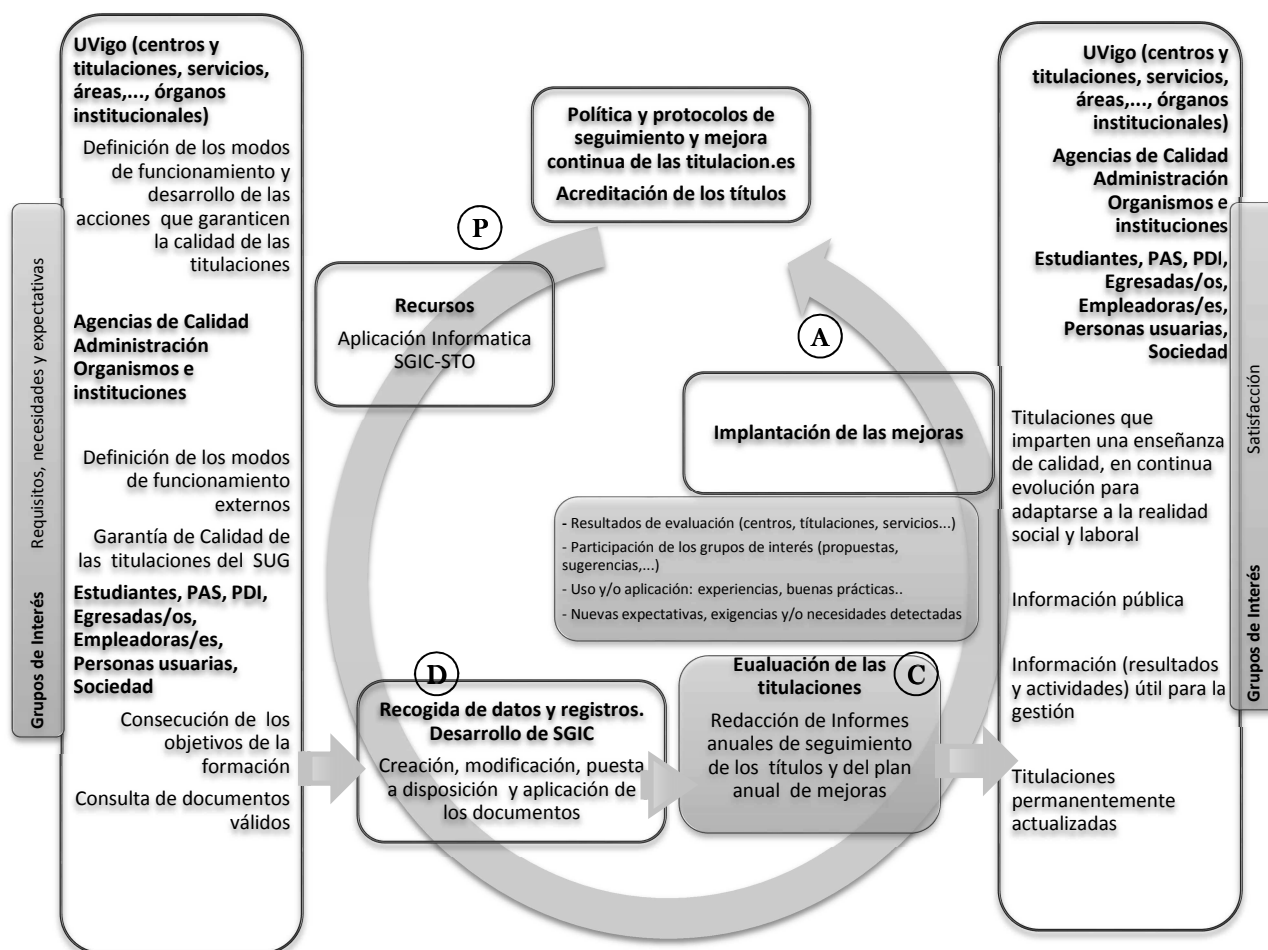 Grupos de Interés
Requisitos, necesidades y expectativas
UVigo (centros y
titulaciones, servicios,
áreas,..., órganos
institucionales)
Definición de los modos
de funcionamiento y
desarrollo de las
acciones que garanticen
la calidad de las
titulaciones
Agencias de Calidad
Administración
Organismos e
instituciones
Definición de los modos
de funcionamiento
externos
Garantía de Calidad de
las titulaciones del SUG
Estudiantes, PAS, PDI,
Egresadas/os,
Empleadoras/es,
Personas usuarias,
Sociedad
Consecución de los
objetivos de la
formación
Consulta de documentos
válidos
Política y protocolos de
seguimiento y mejora
continua de las titulacion.es
Acreditación de los títulos
P
Recursos
Aplicación Informatica
SGIC-STO
D
Recogida de datos y registros.
Desarrollo de SGIC
Creación, modificación, puesta
a disposición y aplicación de
los documentos
C
Eualuación de las
titulaciones
Redacción de Informes
anuales de seguimiento
de los títulos y del plan
anual de mejoras
A
Implantación de las mejoras
- Resultados de evaluación (centros, títulaciones, servicios...)
- Participación de los grupos de interés (propuestas,
sugerencias,...)
- Uso y/o aplicación: experiencias, buenas prácticas..
- Nuevas expectativas, exigencias y/o necesidades detectadas
UVigo (centros y
titulaciones, servicios,
áreas,..., órganos
institucionales)
Agencias de Calidad
Administración
Organismos e
instituciones
Estudiantes, PAS, PDI,
Egresadas/os,
Empleadoras/es,
Personas usuarias,
Sociedad
Titulaciones que
imparten una enseñanza
de calidad, en continua
evolución para
adaptarse a la realidad
social y laboral
Información pública
Información (resultados
y actividades) útil para la
gestión
Titulaciones
permanentemente
actualizadas
Grupos de Interés
Satisfacción